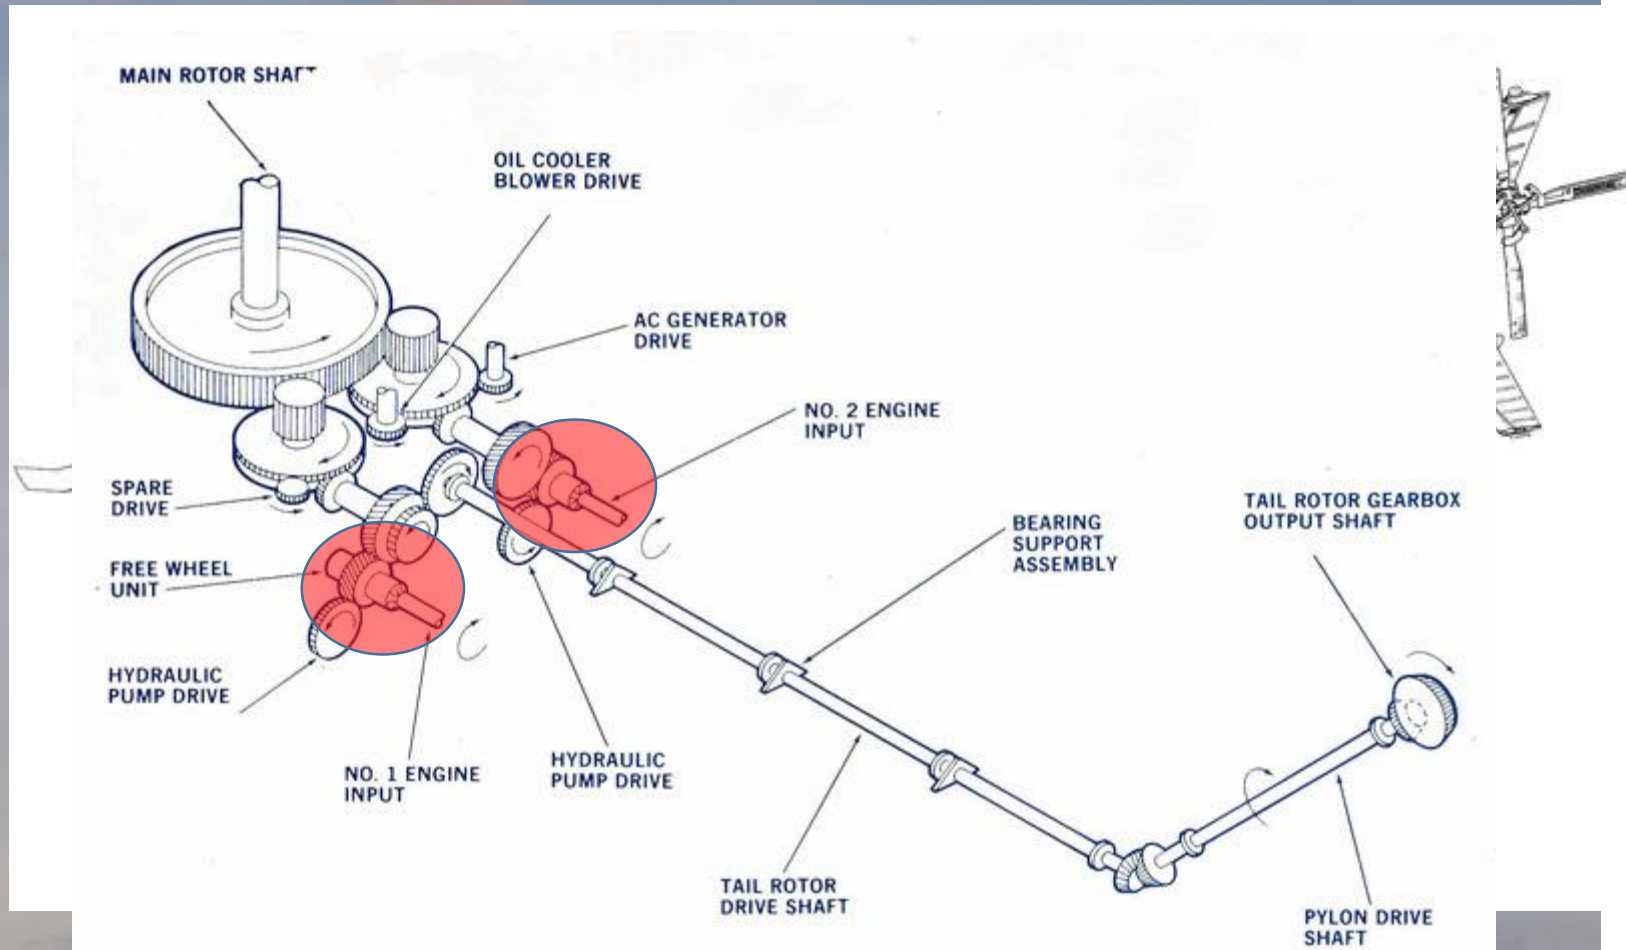 MAIN ROTOR SHAFT
OIL COOLER
BLOWER DRIVE
AC GENERATOR
DRIVE
NO. 2 ENGINE
INPUT
SPARE
DRIVE
FREE WHEEL
UNIT
HYDRAULIC
PUMP DRIVE
NO. 1 ENGINE
INPUT
HYDRAULIC
PUMP DRIVE
BEARING
SUPPORT
ASSEMBLY
TAIL ROTOR GEARBOX
OUTPUT SHAFT
TAIL ROTOR
DRIVE SHAFT
PYLON DRIVE
SHAFT